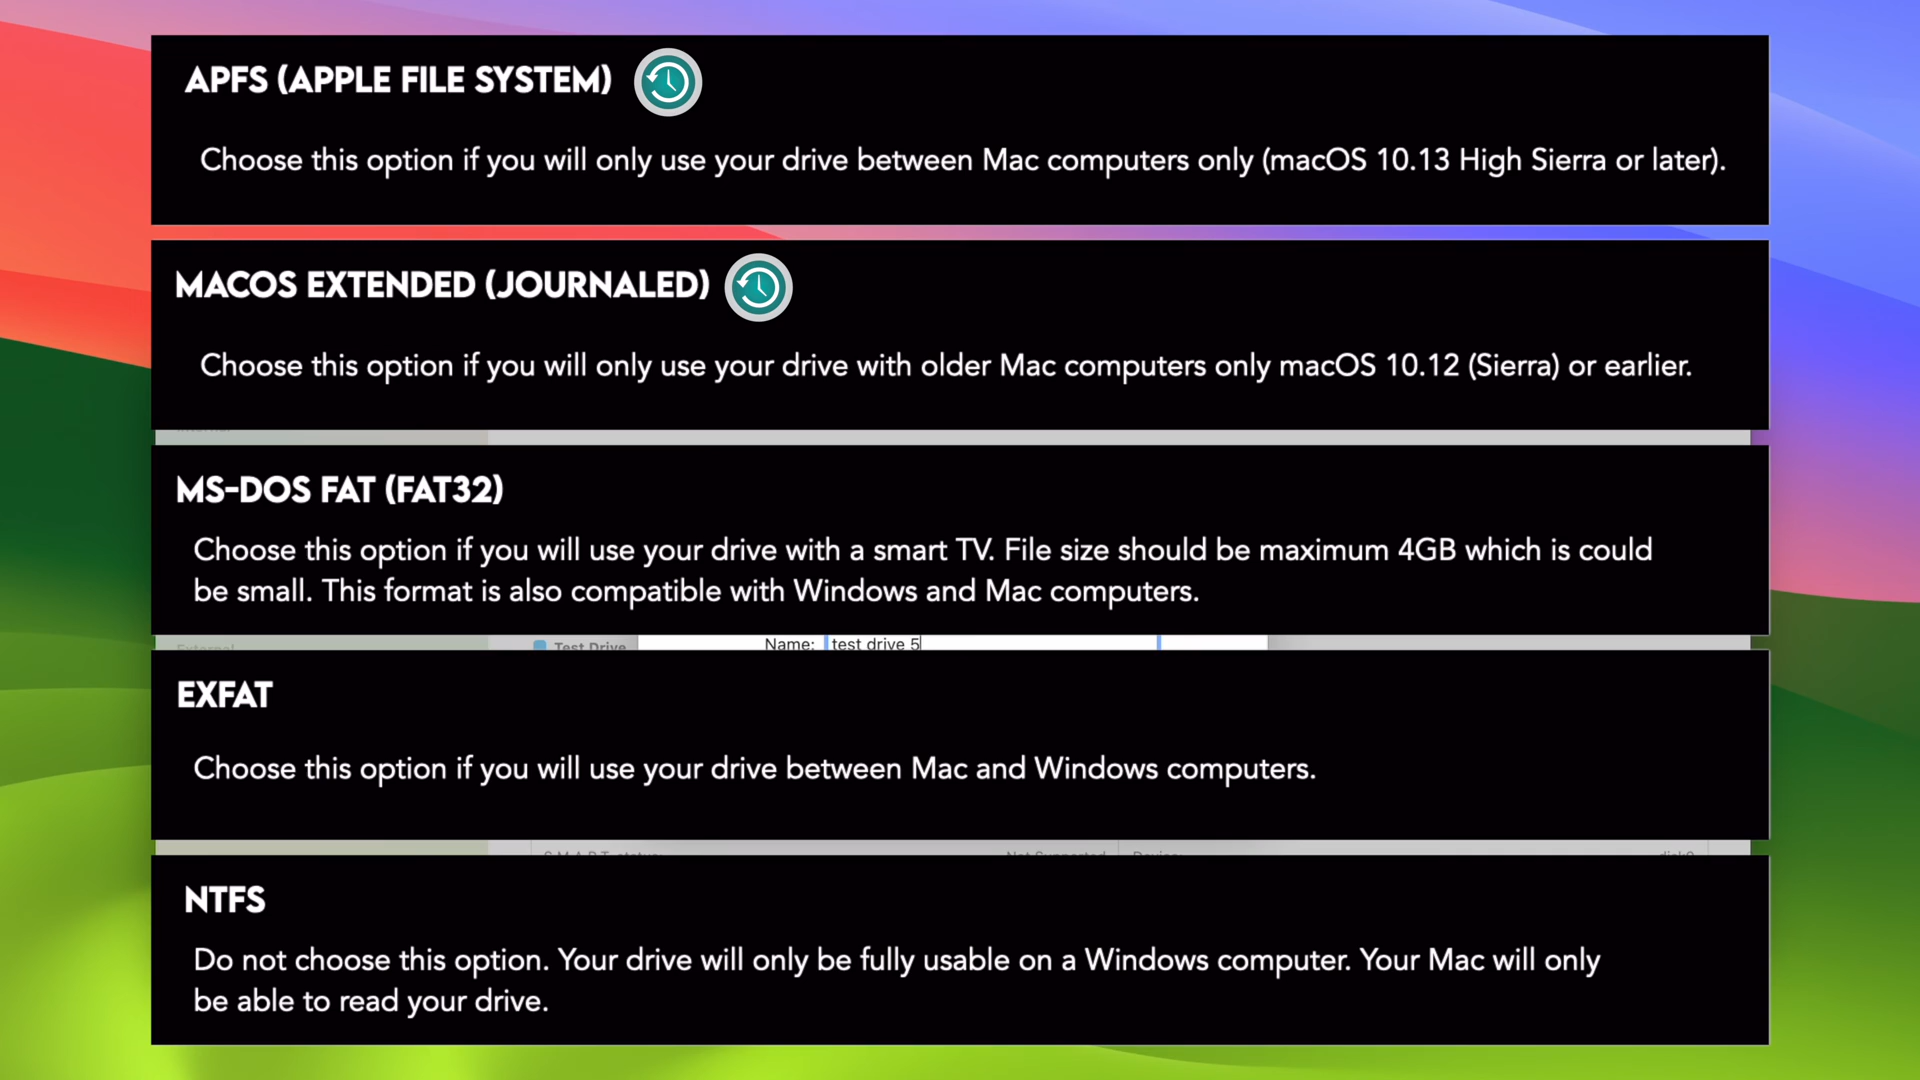 APFS (APPLE FILE SYSTEM)
Choose this option if you will only use your drive between Mac computers only (macOS 10.13 High Sierra or later).
MACOS EXTENDED (JOURNALED)
Choose this option if you will only use your drive with older Mac computers only macOS 10.12 (Sierra) or earlier.
MS-DOS FAT (FAT32)
Choose this option if you will use your drive with a smart TV. File size should be maximum 4GB which is could
be small. This format is also compatible with Windows and Mac computers.
External
Test Drive
Name: test drive 5
EXFAT
Choose this option if you will use your drive between Mac and Windows computers.
NTFS
Do not choose this option. Your drive will only be fully usable on a Windows computer. Your Mac will only
be able to read your drive.